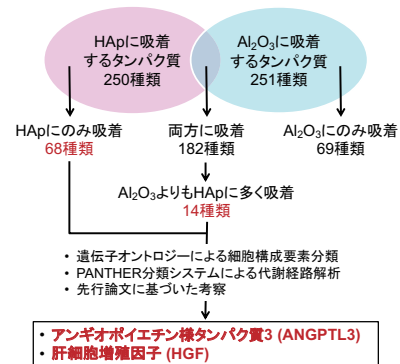 HApに吸着
するタンパク質
250種類
Al₂O₃に吸着
するタンパク質
251種類
HApにのみ吸着
68種類
両方に吸着
182種類
Al₂O₃にのみ吸着
69種類
Al₂O₃よりもHApに多く吸着
14種類
• 遺伝子オントロジーによる細胞構成要素分類
• PANTHER分類システムによる代謝経路解析
• 先行論文に基づいた考察
• アンギオポイエチン様タンパク質3 (ANGPTL3)
• 肝細胞増殖因子 (HGF)